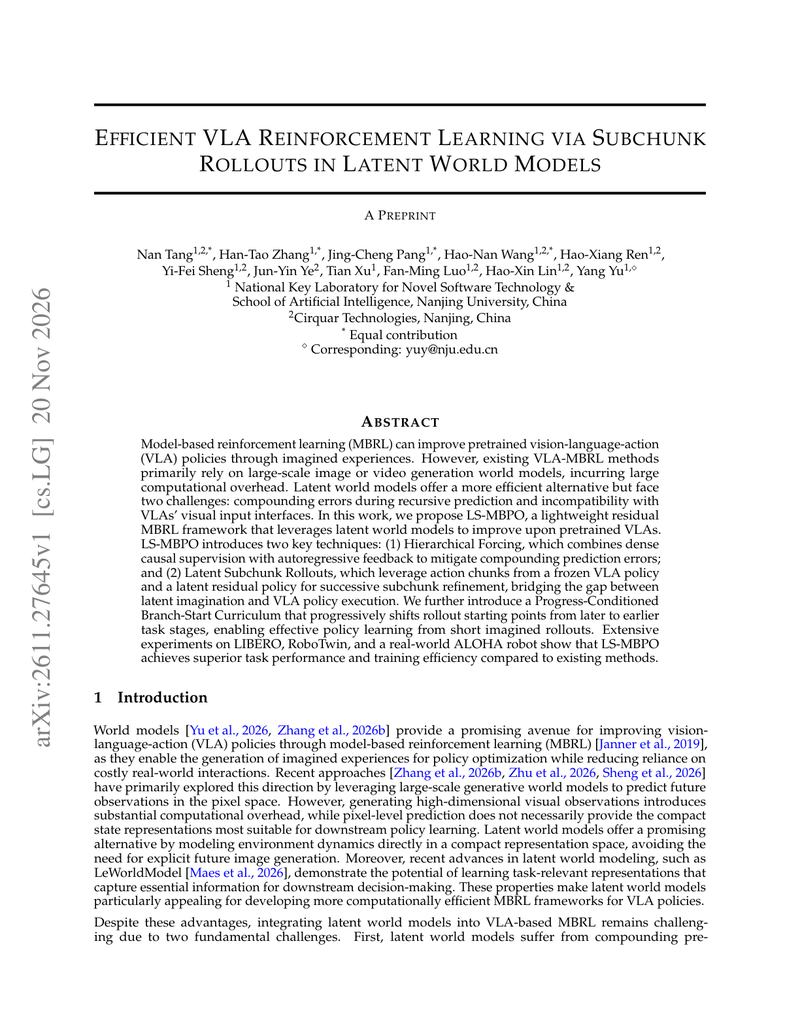 EFFICIENT VLA REINFORCEMENT LEARNING VIA SUBCHUNK
ROLLOUTS IN LATENT WORLD MODELS
A PREPRINT
Nan Tang1,2,*, Han-Tao Zhang1,*, Jing-Cheng Pang1,*, Hao-Nan Wang1,2,*, Hao-Xiang Ren1,2,
Yi-Fei Sheng1,2, Jun-Yin Ye2, Tian Xu1, Fan-Ming Luo1,2, Hao-Xin Lin1,2, Yang Yu1,⋄
1 National Key Laboratory for Novel Software Technology &
School of Artificial Intelligence, Nanjing University, China
2Cirquar Technologies, Nanjing, China
* Equal contribution
⋄ Corresponding: yuy@nju.edu.cn
arXiv:2611.27645v1 [cs.LG] 20 Nov 2026
ABSTRACT
Model-based reinforcement learning (MBRL) can improve pretrained vision-language-action
(VLA) policies through imagined experiences. However, existing VLA-MBRL methods
primarily rely on large-scale image or video generation world models, incurring large
computational overhead. Latent world models offer a more efficient alternative but face
two challenges: compounding errors during recursive prediction and incompatibility with
VLAs' visual input interfaces. In this work, we propose LS-MBPO, a lightweight residual
MBRL framework that leverages latent world models to improve upon pretrained VLAs.
LS-MBPO introduces two key techniques: (1) Hierarchical Forcing, which combines dense
causal supervision with autoregressive feedback to mitigate compounding prediction errors;
and (2) Latent Subchunk Rollouts, which leverage action chunks from a frozen VLA policy
and a latent residual policy for successive subchunk refinement, bridging the gap between
latent imagination and VLA policy execution. We further introduce a Progress-Conditioned
Branch-Start Curriculum that progressively shifts rollout starting points from later to earlier
task stages, enabling effective policy learning from short imagined rollouts. Extensive
experiments on LIBERO, RoboTwin, and a real-world ALOHA robot show that LS-MBPO
achieves superior task performance and training efficiency compared to existing methods.
1 Introduction
World models [Yu et al., 2026, Zhang et al., 2026b] provide a promising avenue for improving vision-
language-action (VLA) policies through model-based reinforcement learning (MBRL) [Janner et al., 2019],
as they enable the generation of imagined experiences for policy optimization while reducing reliance on
costly real-world interactions. Recent approaches [Zhang et al., 2026b, Zhu et al., 2026, Sheng et al., 2026]
have primarily explored this direction by leveraging large-scale generative world models to predict future
observations in the pixel space. However, generating high-dimensional visual observations introduces
substantial computational overhead, while pixel-level prediction does not necessarily provide the compact
state representations most suitable for downstream policy learning. Latent world models offer a promising
alternative by modeling environment dynamics directly in a compact representation space, avoiding the
need for explicit future image generation. Moreover, recent advances in latent world modeling, such as
LeWorldModel [Maes et al., 2026], demonstrate the potential of learning task-relevant representations that
capture essential information for downstream decision-making. These properties make latent world models
particularly appealing for developing more computationally efficient MBRL frameworks for VLA policies.
Despite these advantages, integrating latent world models into VLA-based MBRL remains challeng-
ing due to two fundamental challenges. First, latent world models suffer from compounding pre-